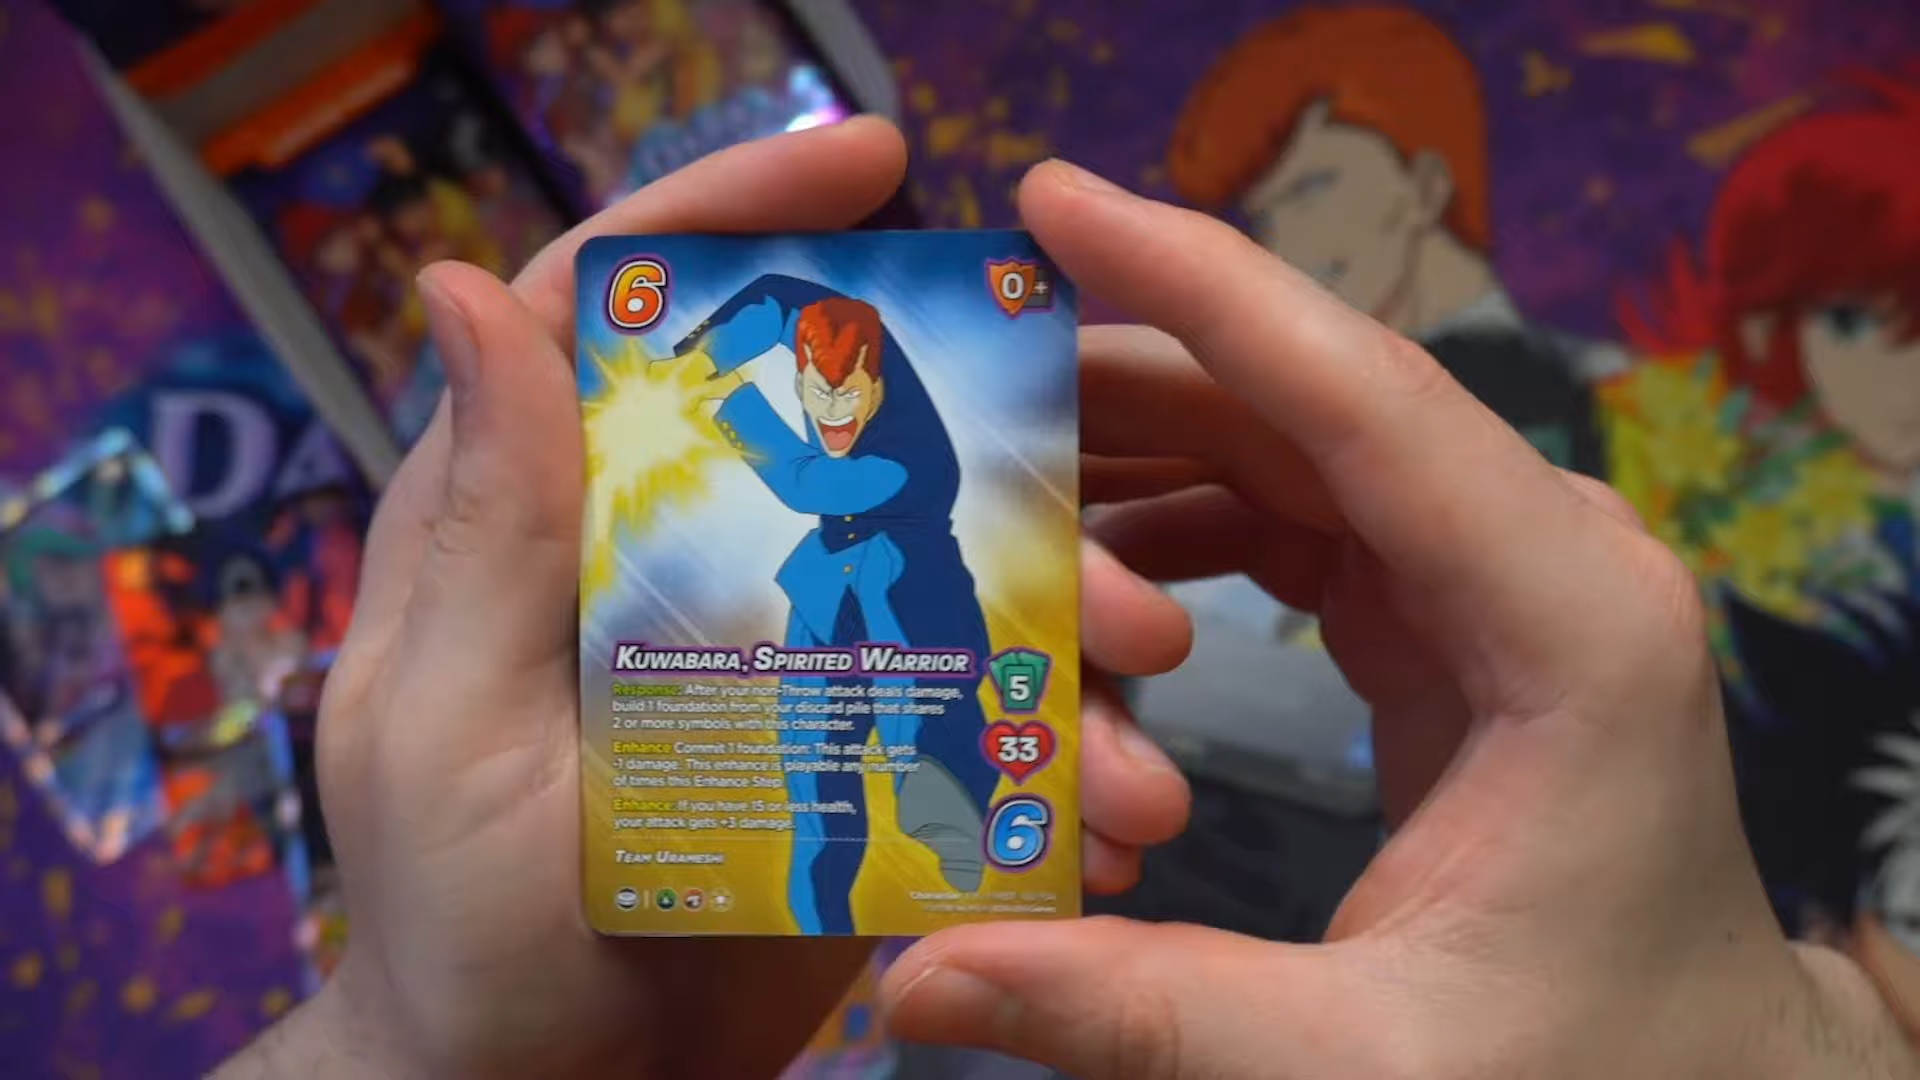 6
0 +
DA
KUWABARA, SPIRITED WARRIOR
Response: After your non-Throw attack deals damage,
build 1 foundation from your discard pile that shares
2 or more symbols with this character.
Enhance Commit 1 foundation: This attack gets
-1 damage. This enhance is playable any number
of times this Enhance Step.
Enhance: If you have 15 or less health,
your attack gets +3 damage.
5
33
6
TEAM URAMESHI
Character